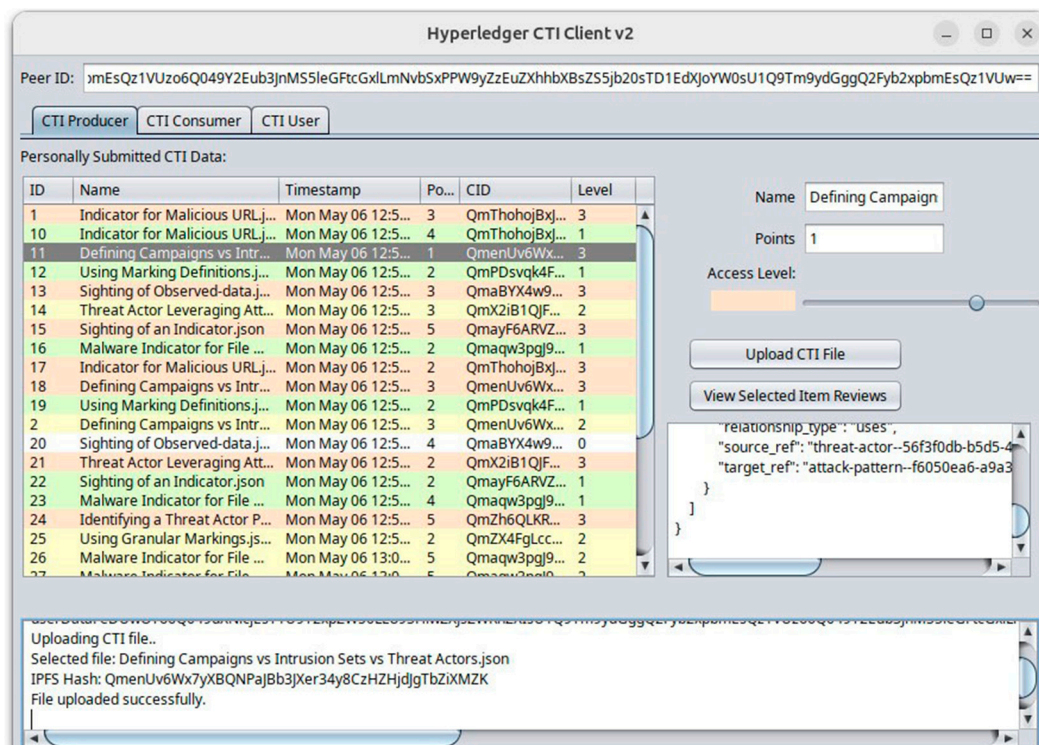 Hyperledger CTI Client v2
Peer ID: ›mEsQz1VUzo6Q049Y2Eub3JnMS5leGFtcGxlLmNvbSxPPW9yZzEuZXhhbXBsZS5jb20sTD1EdXJoYW0sU1Q9Tm9ydGggQ2Fyb2xpbmEsQz1VUw==
CTI Producer CTI Consumer CTI User
Personally Submitted CTI Data:
ID Name Timestamp Po... CID Level
1 Indicator for Malicious URL.j... Mon May 06 12:5... 3 QmThohojBxJ... 3
10 Indicator for Malicious URL.j... Mon May 06 12:5... 4 QmThohojBxJ... 1
11 Defining Campaigns vs Intr... Mon May 06 12:5... 1 QmenUv6Wx... 3
12 Using Marking Definitions.j... Mon May 06 12:5... 2 QmPDsvqk4F... 1
13 Sighting of Observed-data.j... Mon May 06 12:5... 3 QmaBYX4w9... 3
14 Threat Actor Leveraging Att... Mon May 06 12:5... 3 QmX2iB1QJF... 2
15 Sighting of an Indicator.json Mon May 06 12:5... 5 QmayF6ARVZ... 3
16 Malware Indicator for File ... Mon May 06 12:5... 2 Qmaqw3pgJ9... 1
17 Indicator for Malicious URL.j... Mon May 06 12:5... 2 QmThohojBxJ... 3
18 Defining Campaigns vs Intr... Mon May 06 12:5... 3 QmenUv6Wx... 3
19 Using Marking Definitions.j... Mon May 06 12:5... 2 QmPDsvqk4F... 1
2 Defining Campaigns vs Intr... Mon May 06 12:5... 3 QmenUv6Wx... 2
20 Sighting of Observed-data.j... Mon May 06 12:5... 4 QmaBYX4w9... 0
21 Threat Actor Leveraging Att... Mon May 06 12:5... 2 QmX2iB1QJF... 3
22 Sighting of an Indicator.json Mon May 06 12:5... 2 QmayF6ARVZ... 1
23 Malware Indicator for File ... Mon May 06 12:5... 4 Qmaqw3pgJ9... 1
24 Identifying a Threat Actor P... Mon May 06 12:5... 5 QmZh6QLKR... 3
25 Using Granular Markings.js... Mon May 06 12:5... 2 QmZX4FgLcc... 2
26 Malware Indicator for File ... Mon May 06 13:0... 5 Qmaqw3pgJ9... 2
27 Malware Indicator for File ... Mon May 06 13:0... 5 Qmaqw3pgJ9... 2
Name Defining Campaign
Points 1
Access Level:
Upload CTI File
View Selected Item Reviews
"relationship_type": "uses",
"source_ref": "threat-actor--56f3f0db-b5d5-4
"target_ref": "attack-pattern--f6050ea6-a9a3
}
]
}
Uploading CTI file..
Selected file: Defining Campaigns vs Intrusion Sets vs Threat Actors.json
IPFS Hash: QmenUv6Wx7yXBQNPaJBb3JXer34y8CzHZHjdJgTbZiXMZK
File uploaded successfully.